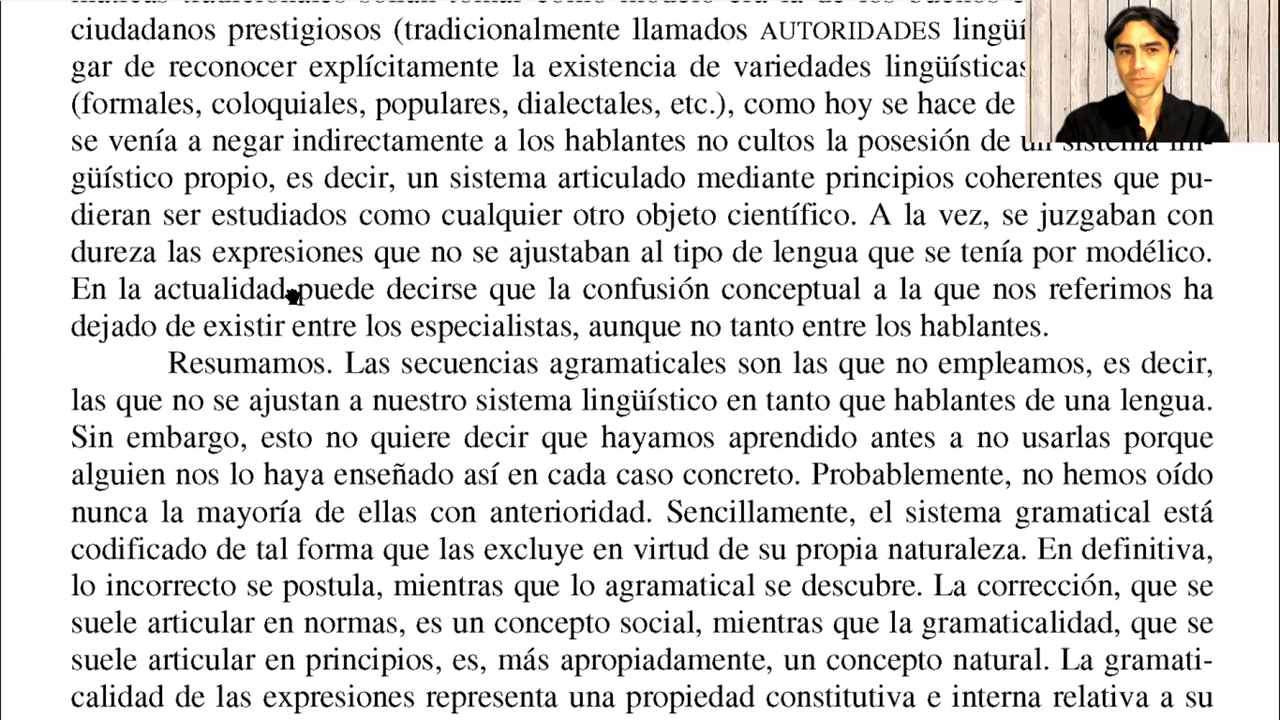 ciudadanos prestigiosos (tradicionalmente llamados AUTORIDADES
gar de reconocer explícitamente la existencia de variedades lingüísticas
(formales, coloquiales, populares, dialectales, etc.), como hoy se hace de
se venía a negar indirectamente a los hablantes no cultos la posesión de un sistema lin-
güístico propio, es decir, un sistema articulado mediante principios coherentes que pu-
dieran ser estudiados como cualquier otro objeto científico. A la vez, se juzgaban con
dureza las expresiones que no se ajustaban al tipo de lengua que se tenía por modélico.
En la actualidad puede decirse que la confusión conceptual a la que nos referimos ha
dejado de existir entre los especialistas, aunque no tanto entre los hablantes.
Resumamos. Las secuencias agramaticales son las que no empleamos, es decir,
las que no se ajustan a nuestro sistema lingüístico en tanto que hablantes de una lengua.
Sin embargo, esto no quiere decir que hayamos aprendido antes a no usarlas porque
alguien nos lo haya enseñado así en cada caso concreto. Probablemente, no hemos oído
nunca la mayoría de ellas con anterioridad. Sencillamente, el sistema gramatical está
codificado de tal forma que las excluye en virtud de su propia naturaleza. En definitiva,
lo incorrecto se postula, mientras que lo agramatical se descubre. La corrección, que se
suele articular en normas, es un concepto social, mientras que la gramaticalidad, que se
suele articular en principios, es, más apropiadamente, un concepto natural. La gramati-
calidad de las expresiones representa una propiedad constitutiva e interna relativa a su